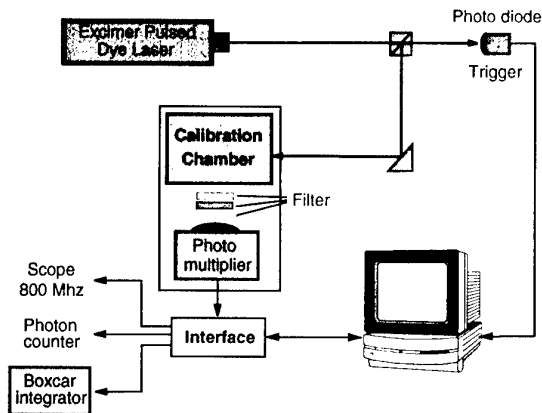 Excimer Pulsed
Dye Laser
Photo diode
Trigger
Calibration
Chamber
Filter
Photo
multiplier
Scope
800 Mhz
Photon
counter
Interface
Boxcar
integrator